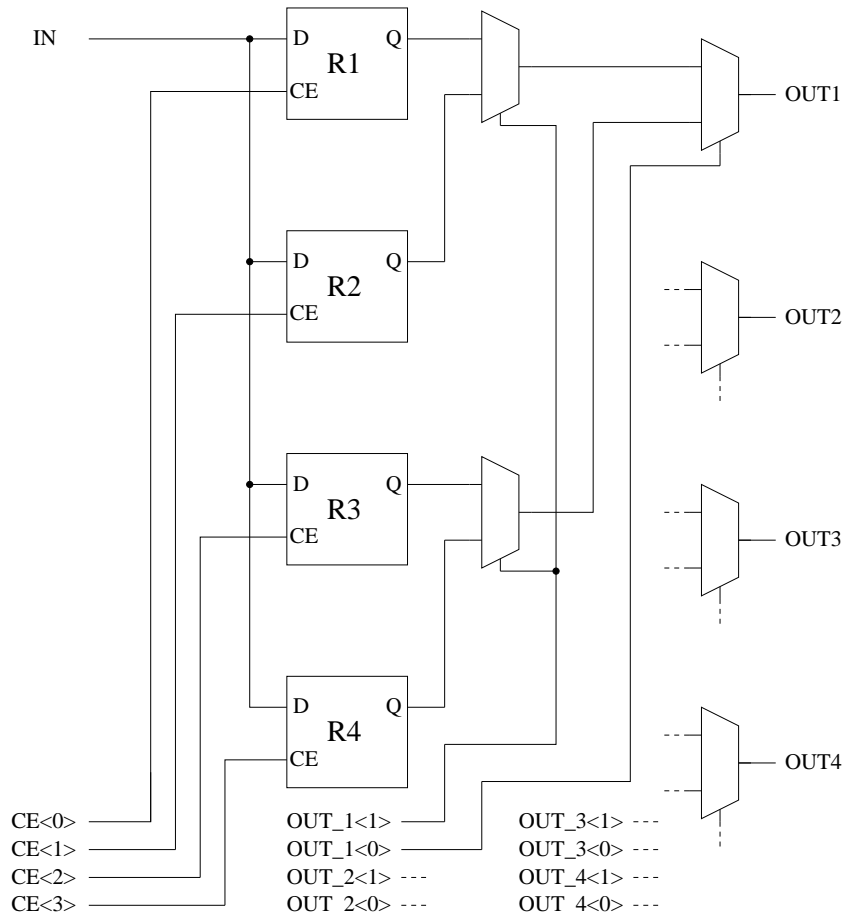 IN
D Q
R1
CE
OUT1
D Q
R2
CE
OUT2
D Q
R3
CE
OUT3
D Q
R4
CE
OUT4
CE<0> OUT_1<1> OUT_3<1>
CE<1> OUT_1<0> OUT_3<0>
CE<2> OUT_2<1> OUT_4<1>
CE<3> OUT 2<0> OUT 4<0>